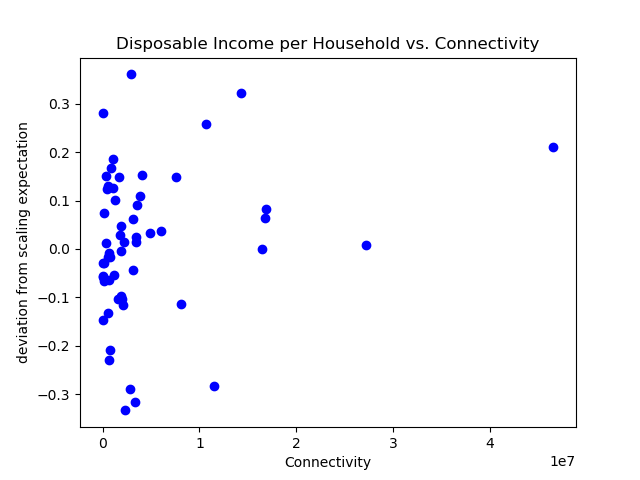 Disposable Income per Household vs. Connectivity
deviation from scaling expectation
0.3
0.2
0.1
0.0
−0.1
−0.2
−0.3
0 1 2 3 4
1e7
Connectivity